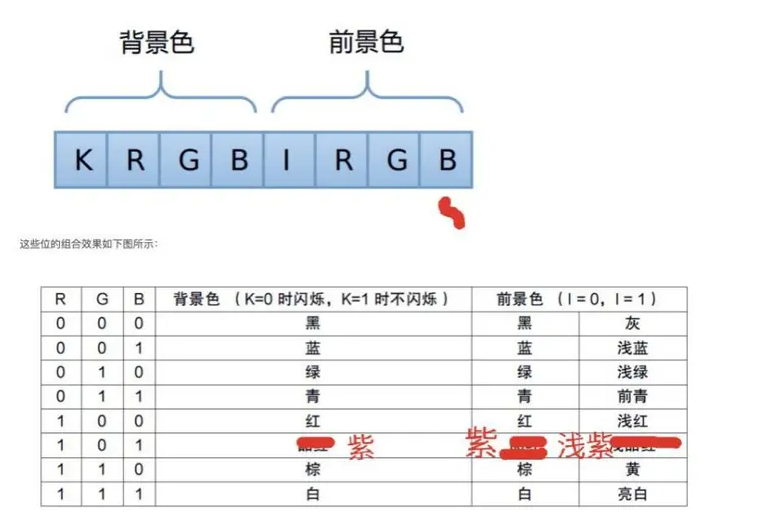 背景色 前景色
K R G B I R G B
这些位的组合效果如下图所示：
R G B 背景色 （K=0 时闪烁，K=1 时不闪烁） 前景色（I = 0，I = 1）
0 0 0 黑 黑 灰
0 0 1 蓝 蓝 浅蓝
0 1 0 绿 绿 浅绿
0 1 1 青 青 前青
1 0 0 红 红 浅红
1 0 1 紫 紫 浅紫
1 1 0 棕 棕 黄
1 1 1 白 白 亮白